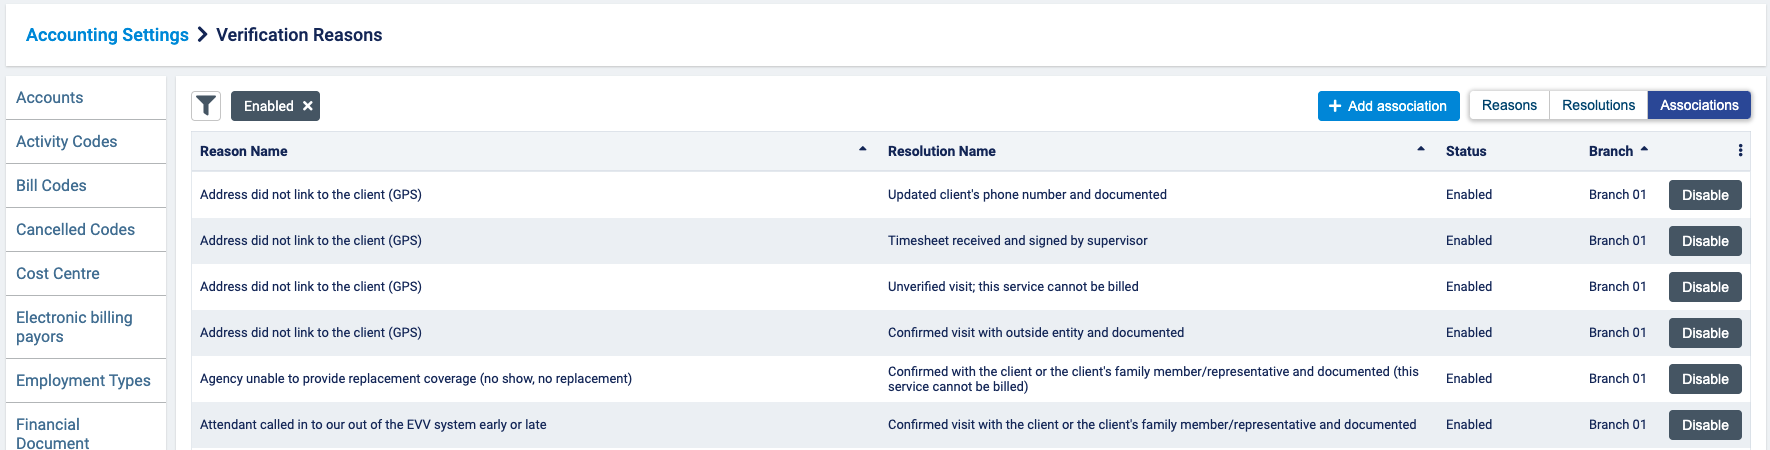 Accounting Settings > Verification Reasons
Accounts
Activity Codes
Bill Codes
Cancelled Codes
Cost Centre
Electronic billing
payors
Employment Types
Financial
Document
Enabled ×
+ Add association
Reasons Resolutions Associations
Reason Name Resolution Name Status Branch
Address did not link to the client (GPS) Updated client's phone number and documented Enabled Branch 01 Disable
Address did not link to the client (GPS) Timesheet received and signed by supervisor Enabled Branch 01 Disable
Address did not link to the client (GPS) Unverified visit; this service cannot be billed Enabled Branch 01 Disable
Address did not link to the client (GPS) Confirmed visit with outside entity and documented Enabled Branch 01 Disable
Agency unable to provide replacement coverage (no show, no replacement) Confirmed with the client or the client's family member/representative and documented (this
service cannot be billed) Enabled Branch 01 Disable
Attendant called in to our out of the EVV system early or late Confirmed visit with the client or the client's family member/representative and documented Enabled Branch 01 Disable